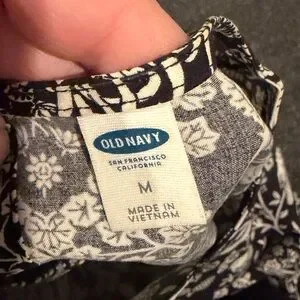 OLD NAVY
SAN FRANCISCO
CALIFORNIA
M
MADE IN
VIETNAM